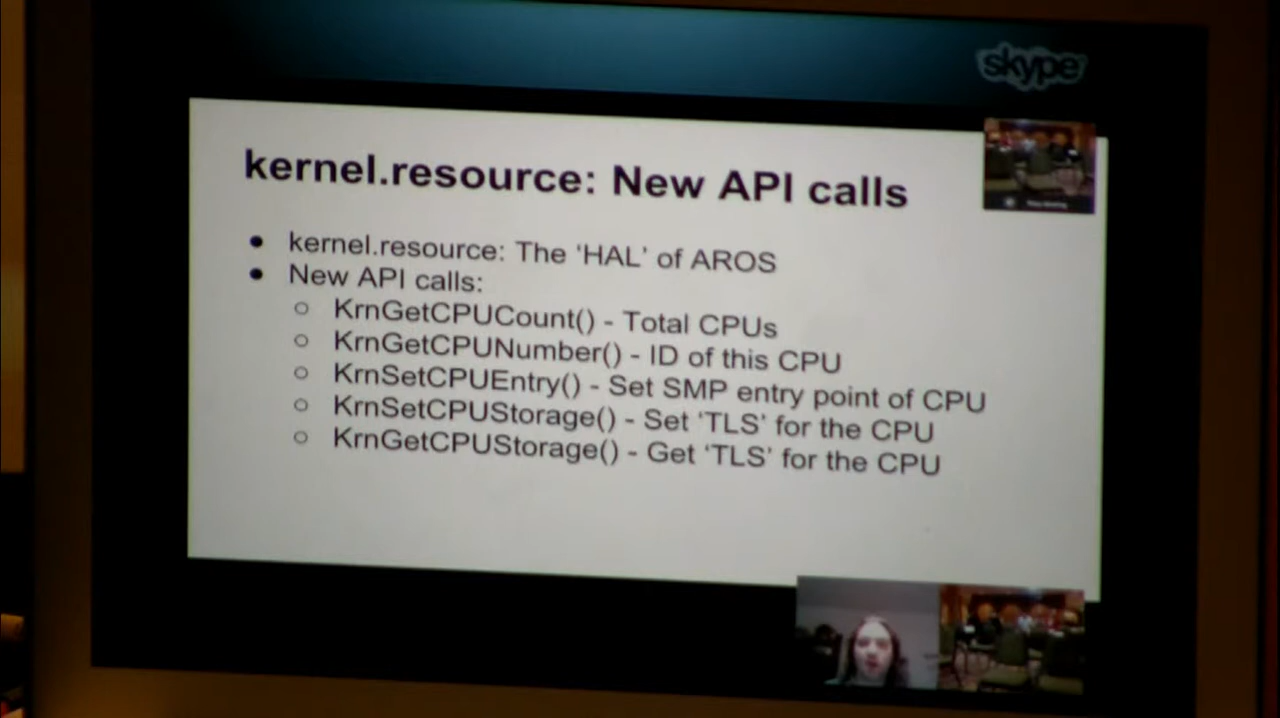 skype
kernel.resource: New API calls
● kernel.resource: The ‘HAL’ of AROS
● New API calls:
○ KrnGetCPUCount() - Total CPUs
○ KrnGetCPUNumber() - ID of this CPU
○ KrnSetCPUEntry() - Set SMP entry point of CPU
○ KrnSetCPUStorage() - Set ‘TLS’ for the CPU
○ KrnGetCPUStorage() - Get ‘TLS’ for the CPU